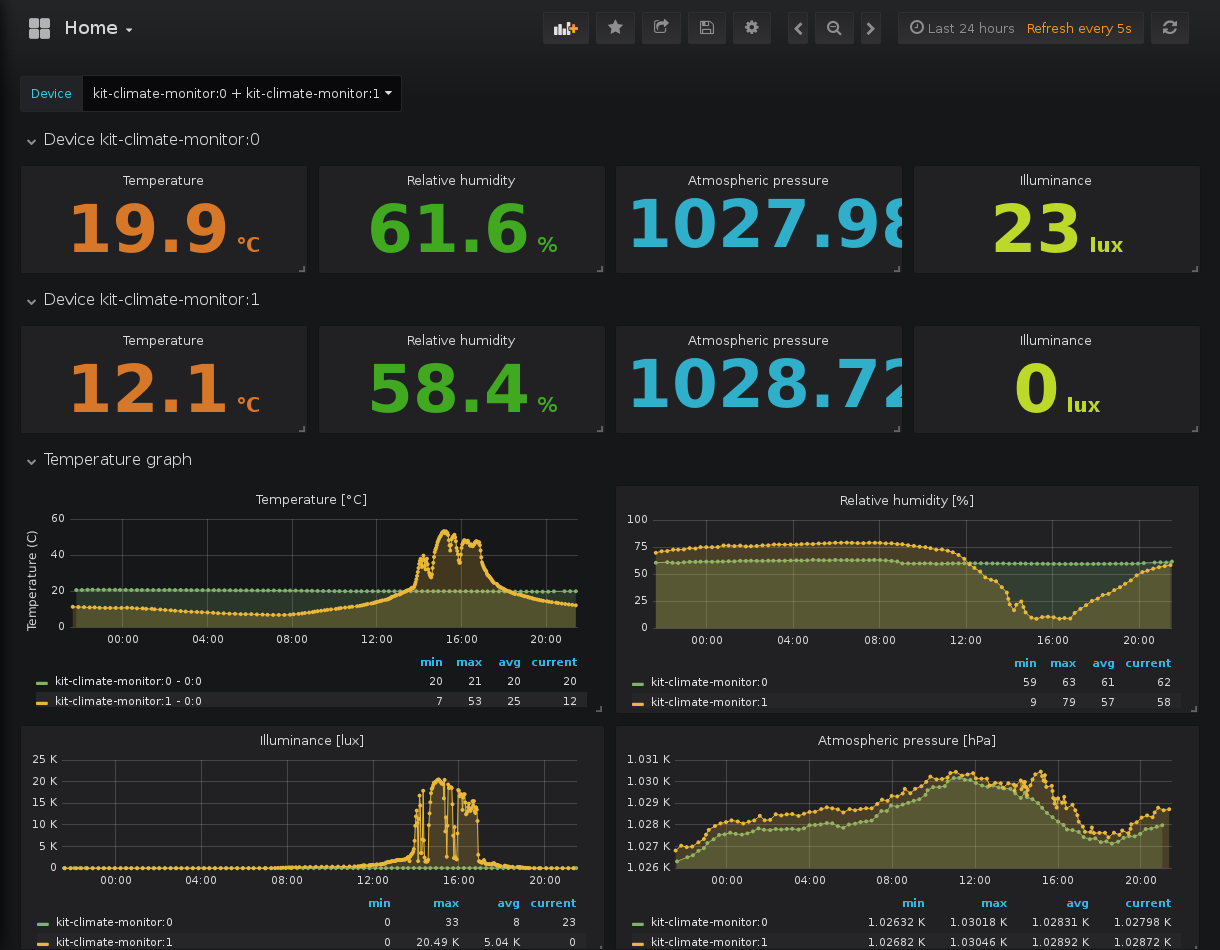 Home
Last 24 hours Refresh every 5s
Device kit-climate-monitor:0 + kit-climate-monitor:1
Device kit-climate-monitor:0
Temperature Relative humidity Atmospheric pressure Illuminance
19.9 °C 61.6 % 1027.98 23 lux
Device kit-climate-monitor:1
Temperature Relative humidity Atmospheric pressure Illuminance
12.1 °C 58.4 % 1028.72 0 lux
Temperature graph
Temperature [°C]
Temperature (C)
60
40
20
0
00:00 04:00 08:00 12:00 16:00 20:00
min max avg current
kit-climate-monitor:0 - 0:0 20 21 20 20
kit-climate-monitor:1 - 0:0 7 53 25 12
Relative humidity [%]
100
75
50
25
0
00:00 04:00 08:00 12:00 16:00 20:00
min max avg current
kit-climate-monitor:0 59 63 61 62
kit-climate-monitor:1 9 79 57 58
Illuminance [lux]
25 K
20 K
15 K
10 K
5 K
0
00:00 04:00 08:00 12:00 16:00 20:00
min max avg current
kit-climate-monitor:0 0 33 8 23
kit-climate-monitor:1 0 20.49 K 5.04 K 0
Atmospheric pressure [hPa]
1.031 K
1.030 K
1.029 K
1.028 K
1.027 K
1.026 K
00:00 04:00 08:00 12:00 16:00 20:00
min max avg current
kit-climate-monitor:0 1.02632 K 1.03018 K 1.02831 K 1.02798 K
kit-climate-monitor:1 1.02682 K 1.03046 K 1.02892 K 1.02872 K